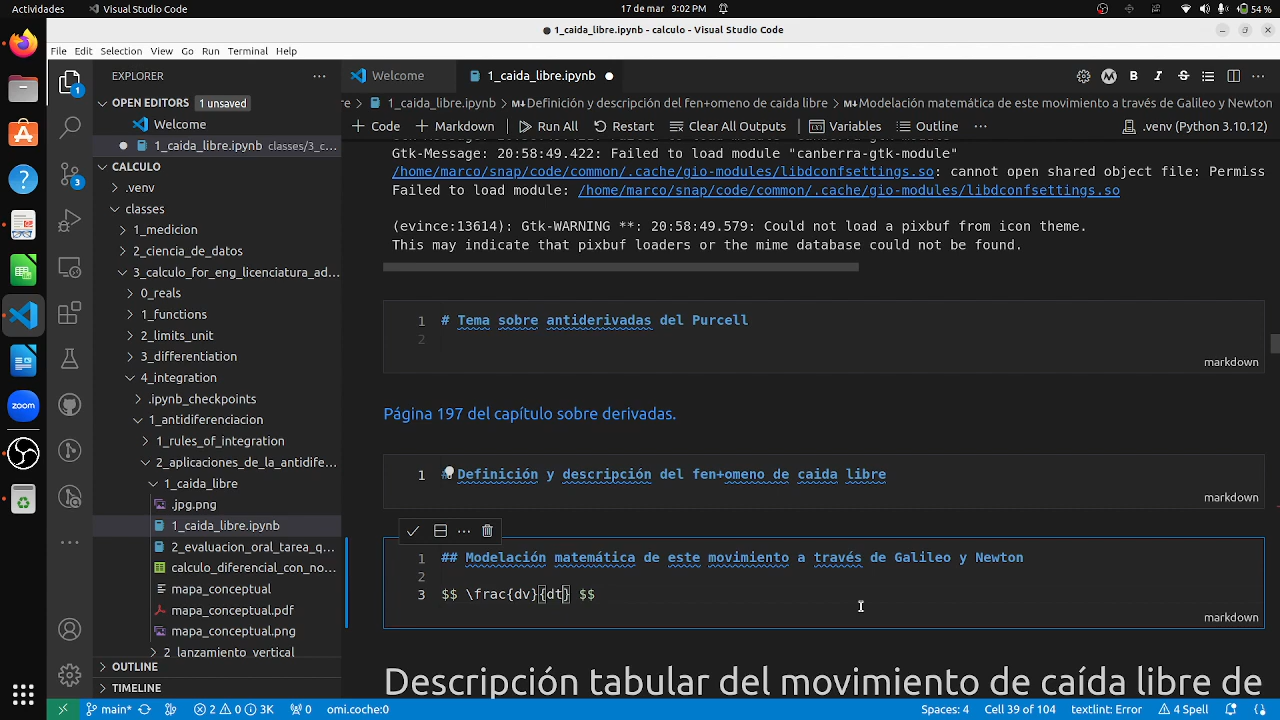 Actividades
Visual Studio Code
17 de mar 9:02 PM
54 %
1_caida_libre.ipynb - calculo - Visual Studio Code
File Edit Selection View Go Run Terminal Help
EXPLORER
Welcome
1_caida_libre.ipynb
OPEN EDITORS 1 unsaved
Welcome
1_caida_libre.ipynb classes/3_c...
CALCULO
.venv
classes
1_medicion
2_ciencia_de_datos
3_calculo_for_eng_licenciatura_ad...
0_reals
1_functions
2_limits_unit
3_differentiation
4_integration
.ipynb_checkpoints
1_antidiferenciacion
1_rules_of_integration
2_aplicaciones_de_la_antidife...
1_caida_libre
.jpg.png
1_caida_libre.ipynb
2_evaluacion_oral_tarea_q...
calculo_diferencial_con_no...
mapa_conceptual
mapa_conceptual.pdf
mapa_conceptual.png
2_lanzamiento_vertical
OUTLINE
TIMELINE
re > 1_caida_libre.ipynb > Definición y descripción del fen+omeno de caida libre > Modelación matemática de este movimiento a través de Galileo y Newton
+ Code + Markdown Run All Restart Clear All Outputs Variables Outline ... .venv (Python 3.10.12)
Gtk-Message: 20:58:49.422: Failed to load module "canberra-gtk-module"
/home/marco/snap/code/common/.cache/gio-modules/libdconfsettings.so: cannot open shared object file: Permiss
Failed to load module: /home/marco/snap/code/common/.cache/gio-modules/libdconfsettings.so
(evince:13614): Gtk-WARNING **: 20:58:49.579: Could not load a pixbuf from icon theme.
This may indicate that pixbuf loaders or the mime database could not be found.
1 # Tema sobre antiderivadas del Purcell
2
markdown
Página 197 del capítulo sobre derivadas.
1 # Definición y descripción del fen+omeno de caida libre
markdown
1 ## Modelación matemática de este movimiento a través de Galileo y Newton
2
3 $$ \frac{dv}{dt} $$
markdown
Descripción tabular del movimiento de caída libre de
main* 2 0 3K 0 omi.coche:0 Spaces: 4 Cell 39 of 104 textlint: Error 4 Spell